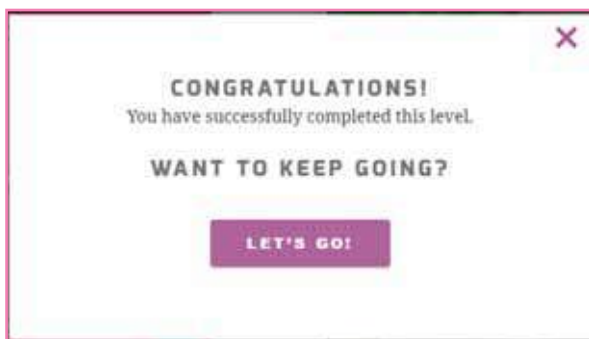 CONGRATULATIONS!
You have successfully completed this level.
WANT TO KEEP GOING?
LET'S GO!